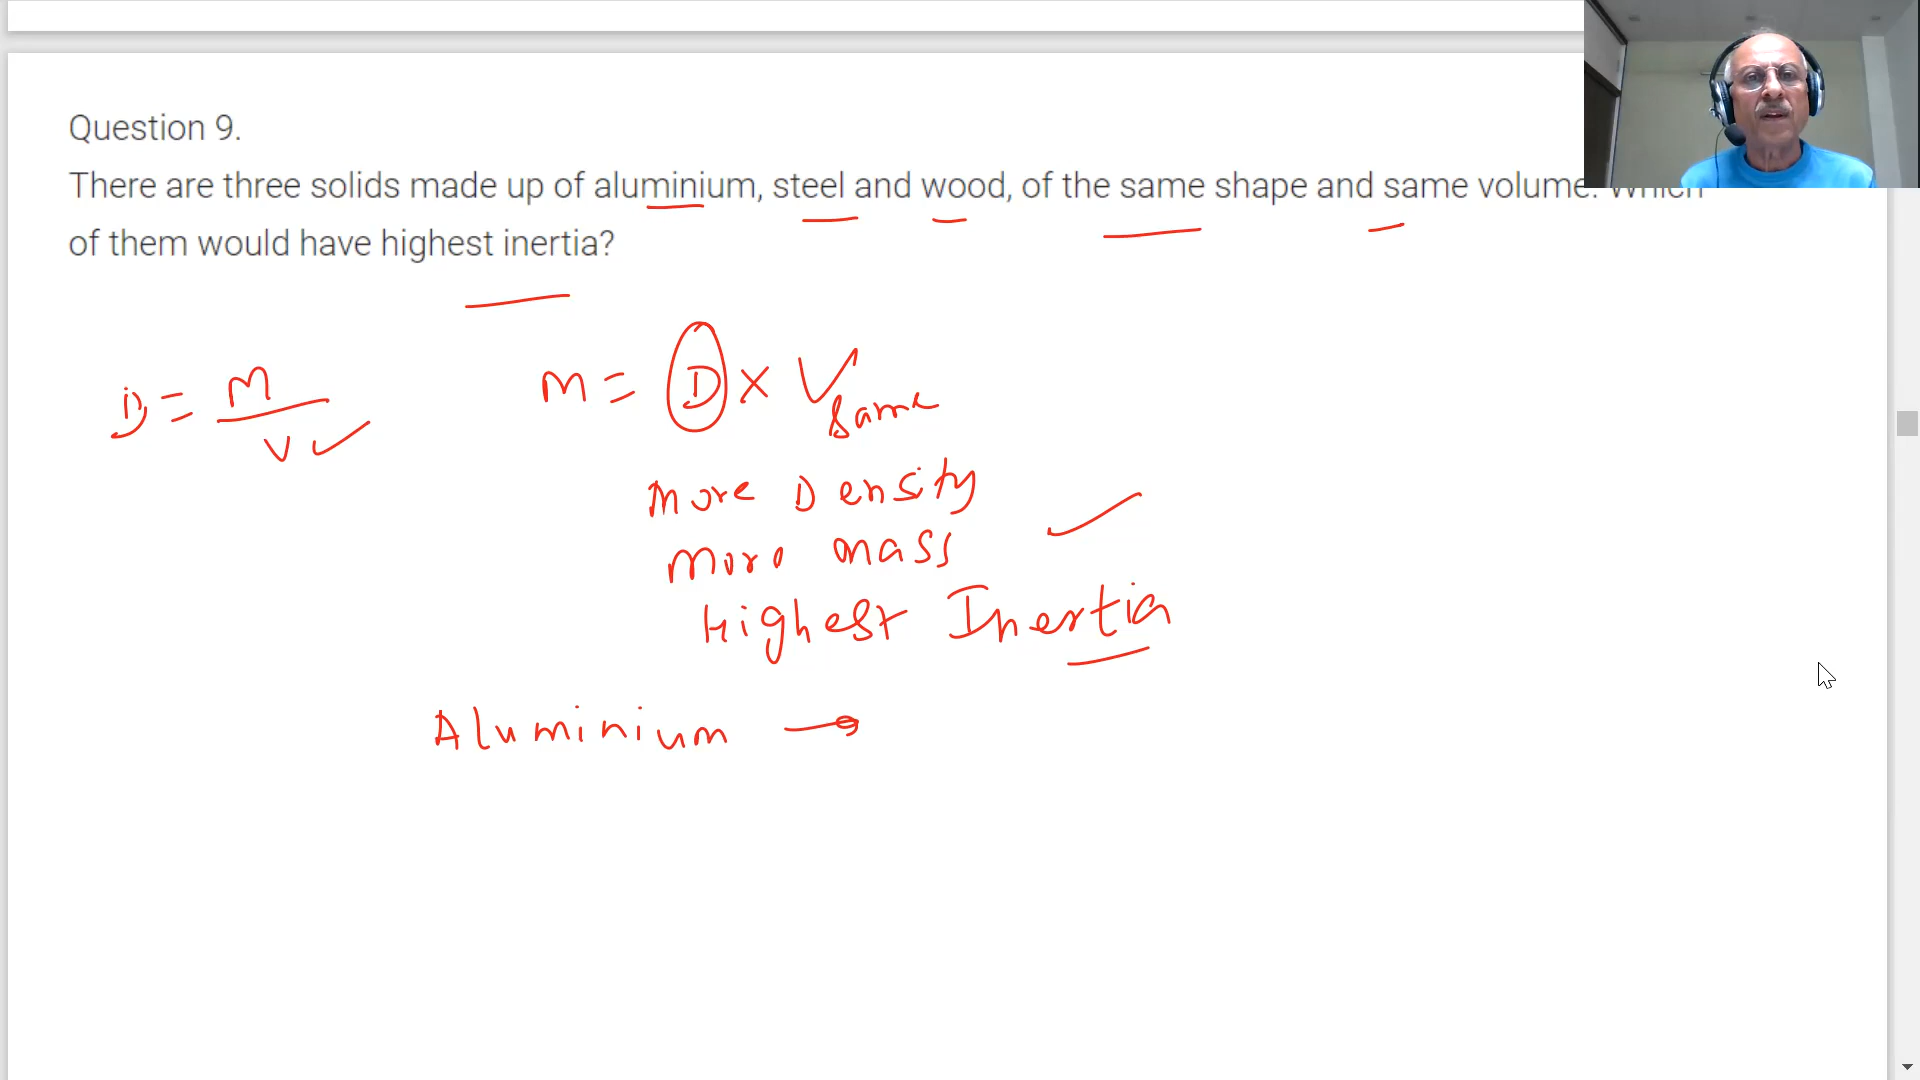 Question 9.
There are three solids made up of aluminium, steel and wood, of the same shape and same volume. Which
of them would have highest inertia?
D = M
V
M = D × V same
More Density
More mass
Highest Inertia
Aluminium →